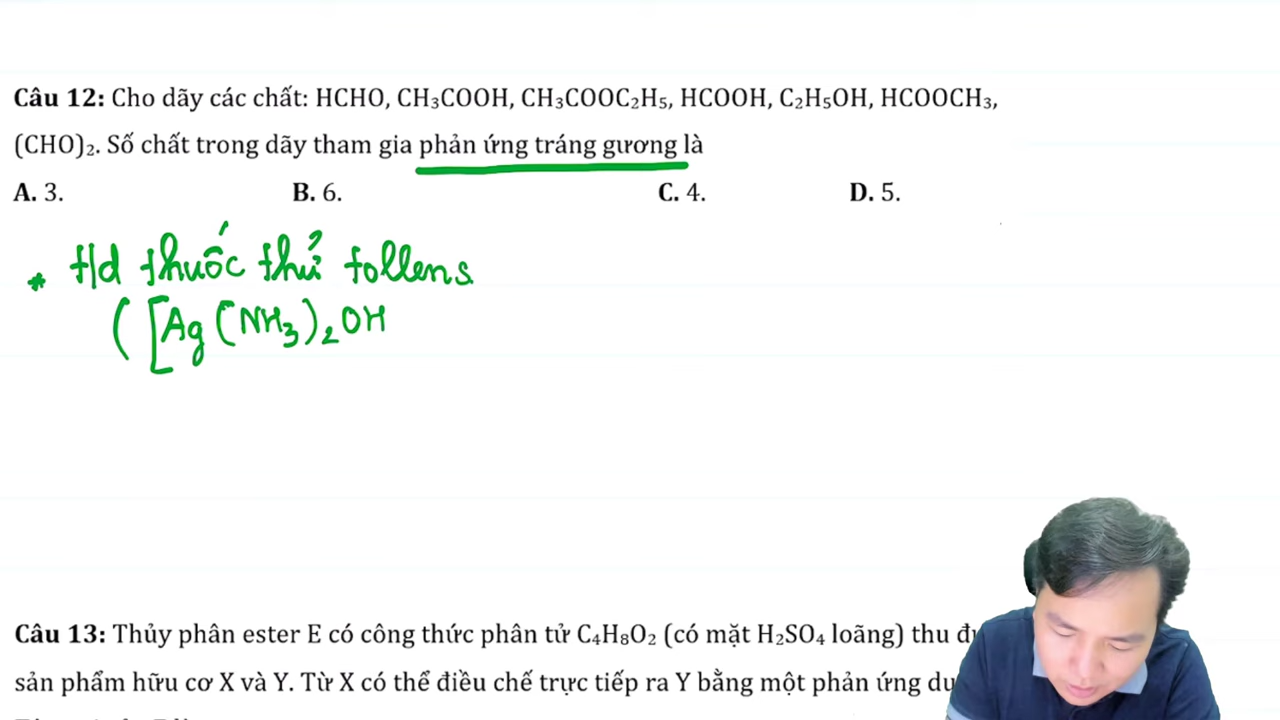 Câu 12: Cho dãy các chất: HCHO, CH₃COOH, CH₃COOC₂H₅, HCOOH, C₂H₅OH, HCOOCH₃,
(CHO)₂. Số chất trong dãy tham gia phản ứng tráng gương là
A. 3. B. 6. C. 4. D. 5.
* t/d thuốc thử tollens
([Ag(NH₃)₂OH
Câu 13: Thủy phân ester E có công thức phân tử C₄H₈O₂ (có mặt H₂SO₄ loãng) thu
sản phẩm hữu cơ X và Y. Từ X có thể điều chế trực tiếp ra Y bằng một phản ứng